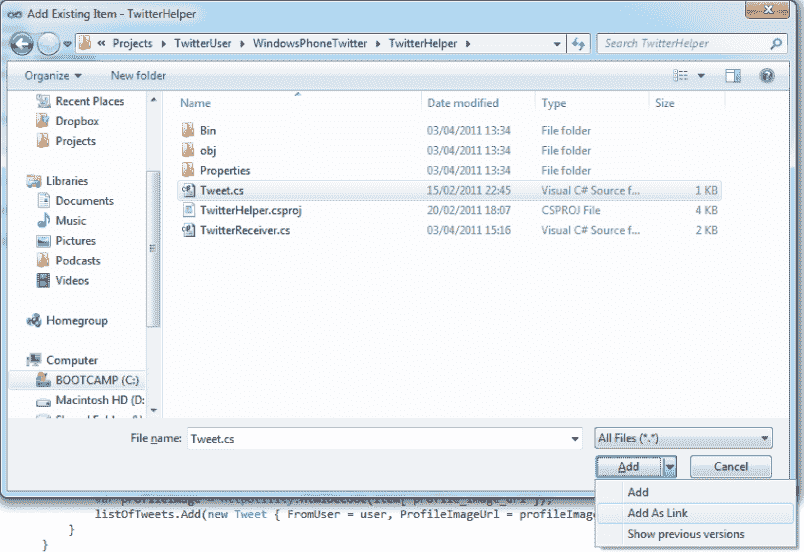 Add Existing Item - TwitterHelper
« Projects TwitterUser WindowsPhoneTwitter TwitterHelper
Search TwitterHelper
Organize New folder
Recent Places
Dropbox
Projects
Libraries
Documents
Music
Pictures
Podcasts
Videos
Homegroup
Computer
BOOTCAMP (C:)
Macintosh HD (D:
Name Date modified Type Size
Bin 03/04/2011 13:34 File folder
obj 03/04/2011 13:34 File folder
Properties 03/04/2011 13:34 File folder
Tweet.cs 15/02/2011 22:45 Visual C# Source f... 1 KB
TwitterHelper.csproj 20/02/2011 18:07 CSPROJ File 4 KB
TwitterReceiver.cs 03/04/2011 15:16 Visual C# Source f... 2 KB
File name: Tweet.cs All Files (*.*)
Add Cancel
Add
Add As Link
Show previous versions
listOfTweets.Add(new Tweet { FromUser = user, ProfileImageUrl = profileImage
}
}